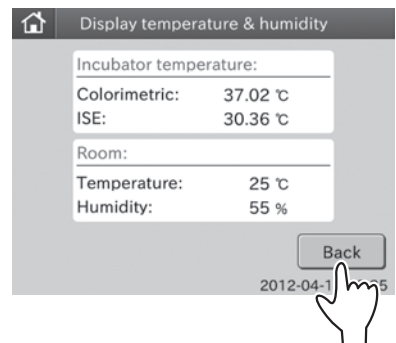 Display temperature & humidity
Incubator temperature:
Colorimetric: 37.02 ℃
ISE: 30.36 ℃
Room:
Temperature: 25 ℃
Humidity: 55 %
Back